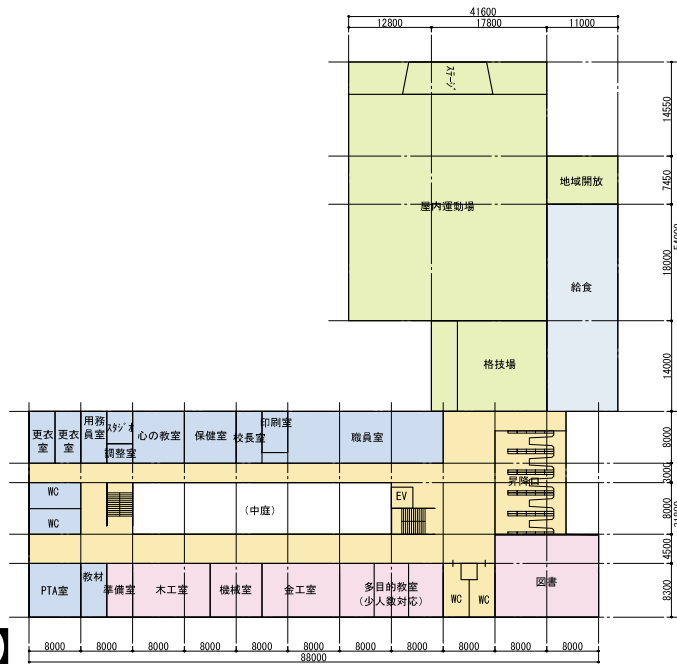 41600
12800 17800 11000
ステージ
14550
地域開放
7450
屋内運動場
18000
給食
格技場
14000
更衣室
更衣室
用務員室
スタジオ
調整室
心の教室
保健室
校長室
印刷室
職員室
8000
3000
昇降口
WC
WC
(中庭)
EV
8000
4500
PTA室
教材
準備室
木工室
機械室
金工室
多目的教室
(少人数対応)
WC
WC
図書
8300
8000 8000 8000 8000 8000 8000 8000 8000 8000 8000 8000
88000